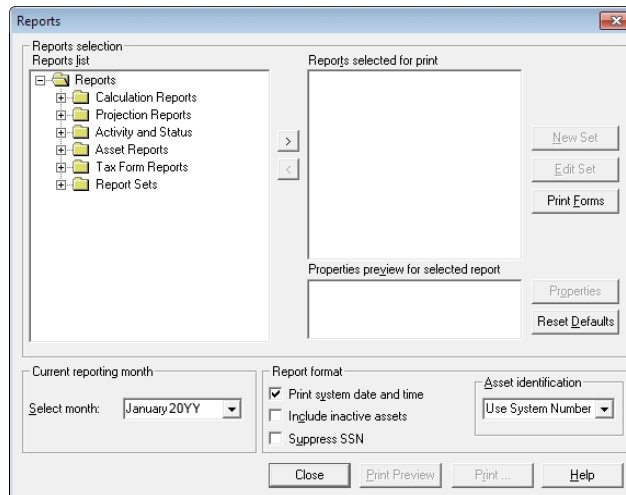 Reports
Reports selection
Reports list
Reports
Calculation Reports
Projection Reports
Activity and Status
Asset Reports
Tax Form Reports
Report Sets
>
<
Reports selected for print
New Set
Edit Set
Print Forms
Properties preview for selected report
Properties
Reset Defaults
Current reporting month
Select month: January 20YY
Report format
Print system date and time
Include inactive assets
Suppress SSN
Asset identification
Use System Number
Close Print Preview Print ... Help